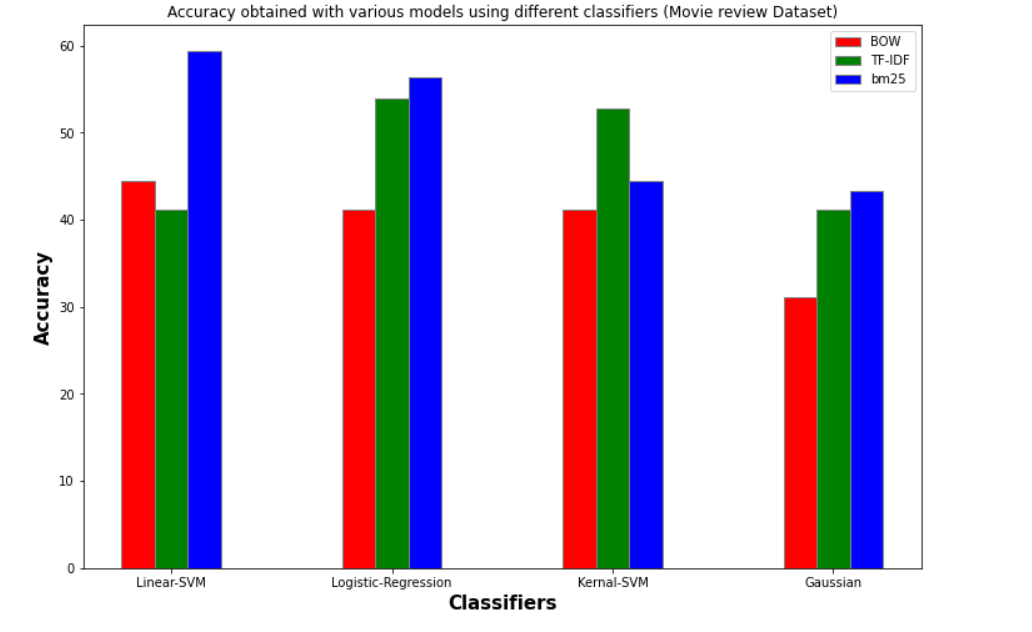 Accuracy obtained with various models using different classifiers (Movie review Dataset)
BOW
TF-IDF
bm25
60
50
40
30
20
10
0
Accuracy
Linear-SVM Logistic-Regression Kernal-SVM Gaussian
Classifiers